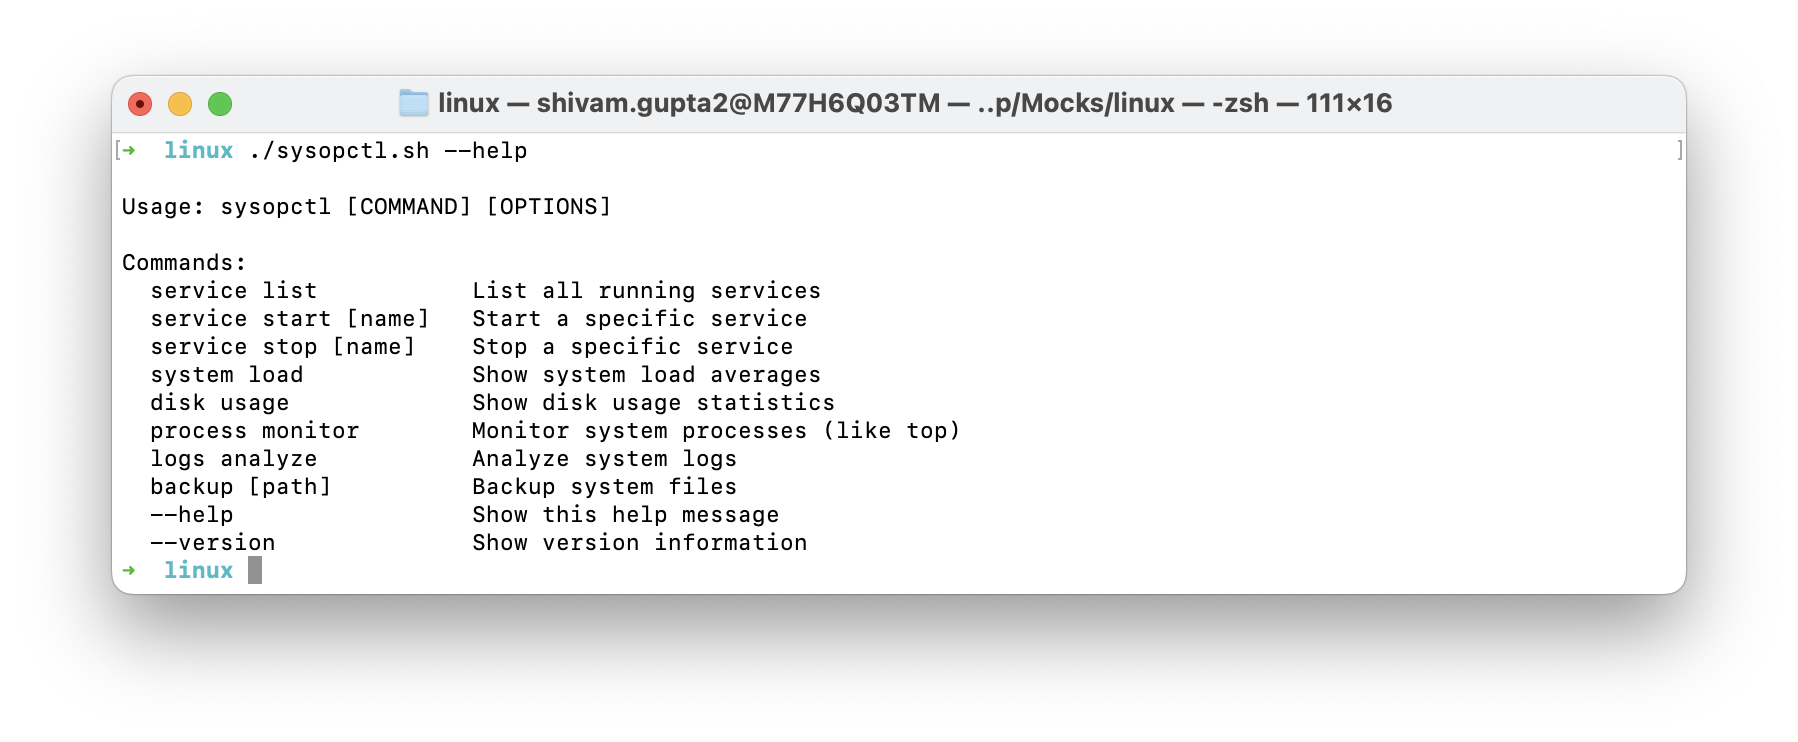 linux — shivam.gupta2@M77H6Q03TM — ..p/Mocks/linux — -zsh — 111×16
[➜  linux ./sysopctl.sh --help ]
Usage: sysopctl [COMMAND] [OPTIONS]
Commands:
  service list           List all running services
  service start [name]   Start a specific service
  service stop [name]    Stop a specific service
  system load            Show system load averages
  disk usage             Show disk usage statistics
  process monitor        Monitor system processes (like top)
  logs analyze           Analyze system logs
  backup [path]          Backup system files
  --help                 Show this help message
  --version              Show version information
➜  linux